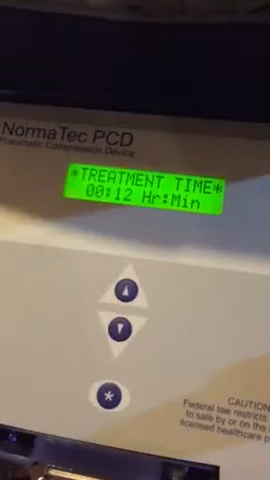 NormaTec PCD
Pneumatic Compression Device
*TREATMENT TIME*
00:12 Hr:Min
*
CAUTION
Federal law restricts
to sale by or on the
licensed healthcare